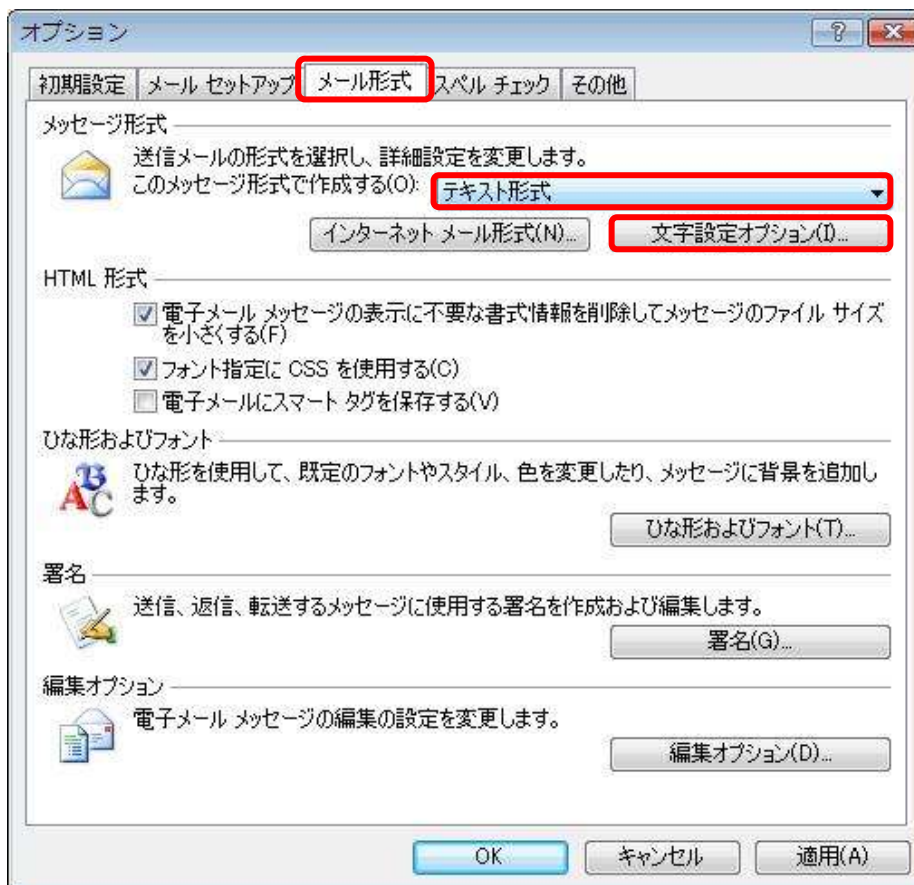 オプション
初期設定 メール セットアップ メール形式 スペル チェック その他
メッセージ形式
送信メールの形式を選択し、詳細設定を変更します。
このメッセージ形式で作成する(O): テキスト形式
インターネット メール形式(N)... 文字設定オプション(I)...
HTML 形式
電子メール メッセージの表示に不要な書式情報を削除してメッセージのファイル サイズ
を小さくする(F)
フォント指定に CSS を使用する(C)
電子メールにスマート タグを保存する(V)
ひな形およびフォント
ひな形を使用して、既定のフォントやスタイル、色を変更したり、メッセージに背景を追加し
ます。
ひな形およびフォント(T)...
署名
送信、返信、転送するメッセージに使用する署名を作成および編集します。
署名(G)...
編集オプション
電子メール メッセージの編集の設定を変更します。
編集オプション(D)...
OK キャンセル 適用(A)